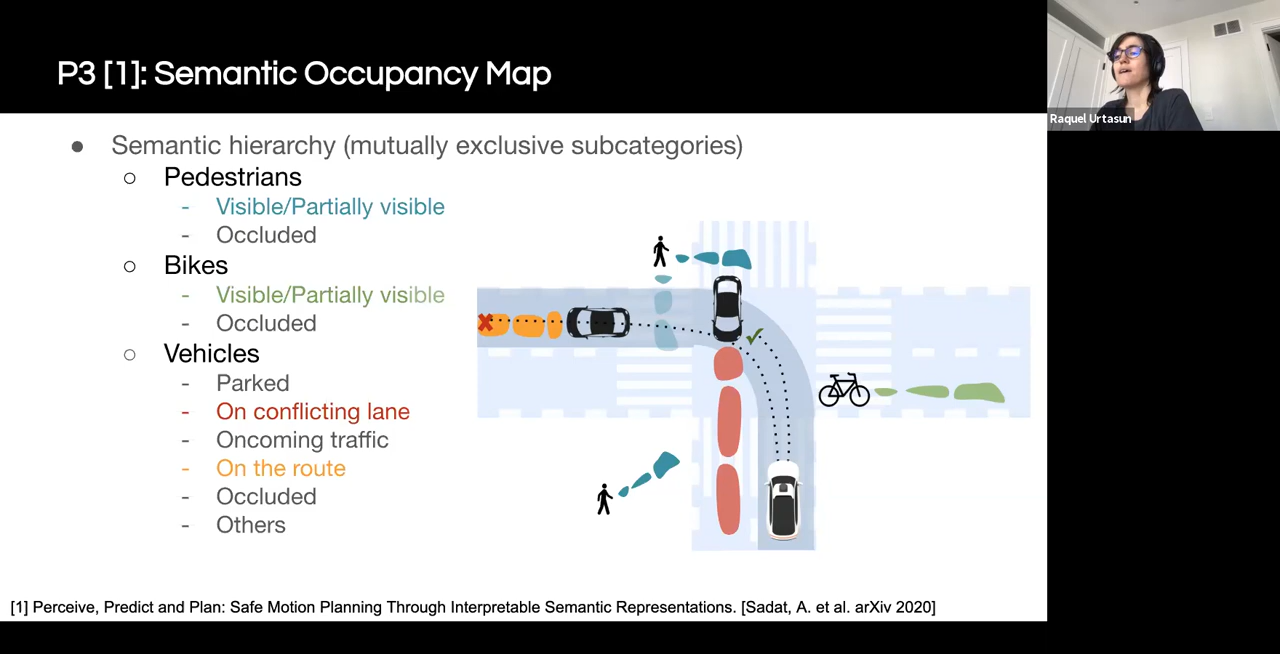 P3 [1]: Semantic Occupancy Map
Raquel Urtasun
● Semantic hierarchy (mutually exclusive subcategories)
○ Pedestrians
- Visible/Partially visible
- Occluded
○ Bikes
- Visible/Partially visible
- Occluded
○ Vehicles
- Parked
- On conflicting lane
- Oncoming traffic
- On the route
- Occluded
- Others
[1] Perceive, Predict and Plan: Safe Motion Planning Through Interpretable Semantic Representations. [Sadat, A. et al. arXiv 2020]